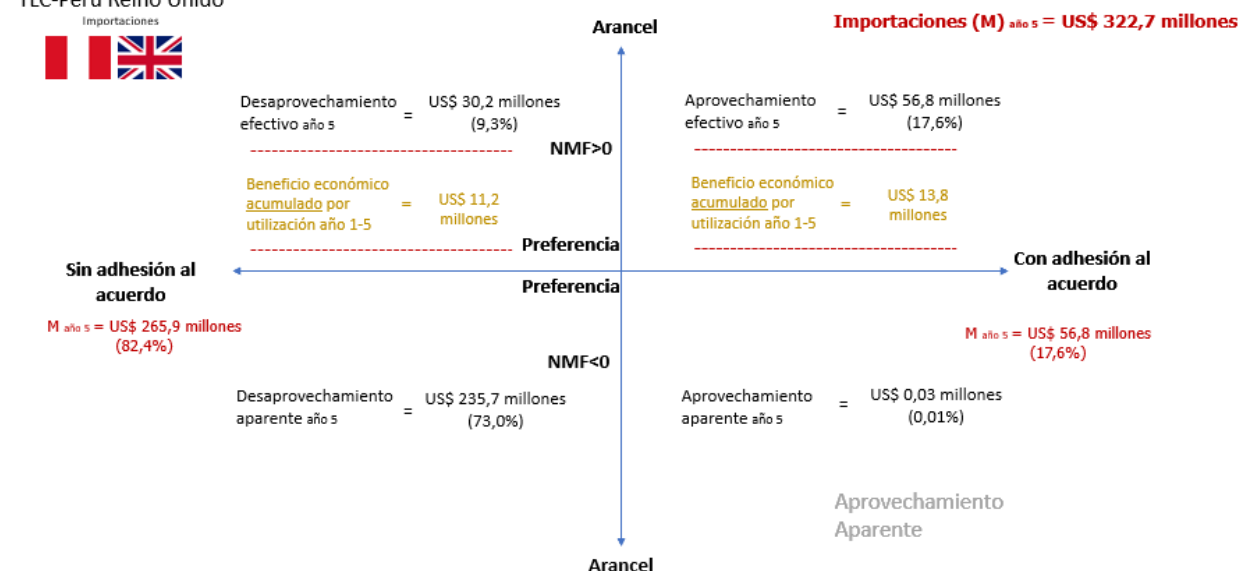 TLC-Perú Reino Unido
Importaciones
Importaciones (M) año 5 = US$ 322,7 millones
Arancel
Desaprovechamiento efectivo año 5 = US$ 30,2 millones (9,3%)
Aprovechamiento efectivo año 5 = US$ 56,8 millones (17,6%)
NMF>0
Beneficio económico acumulado por utilización año 1-5 = US$ 11,2 millones
Beneficio económico acumulado por utilización año 1-5 = US$ 13,8 millones
Preferencia
Sin adhesión al acuerdo
Con adhesión al acuerdo
Preferencia
M año 5 = US$ 265,9 millones (82,4%)
M año 5 = US$ 56,8 millones (17,6%)
NMF<0
Desaprovechamiento aparente año 5 = US$ 235,7 millones (73,0%)
Aprovechamiento aparente año 5 = US$ 0,03 millones (0,01%)
Aprovechamiento
Aparente
Arancel